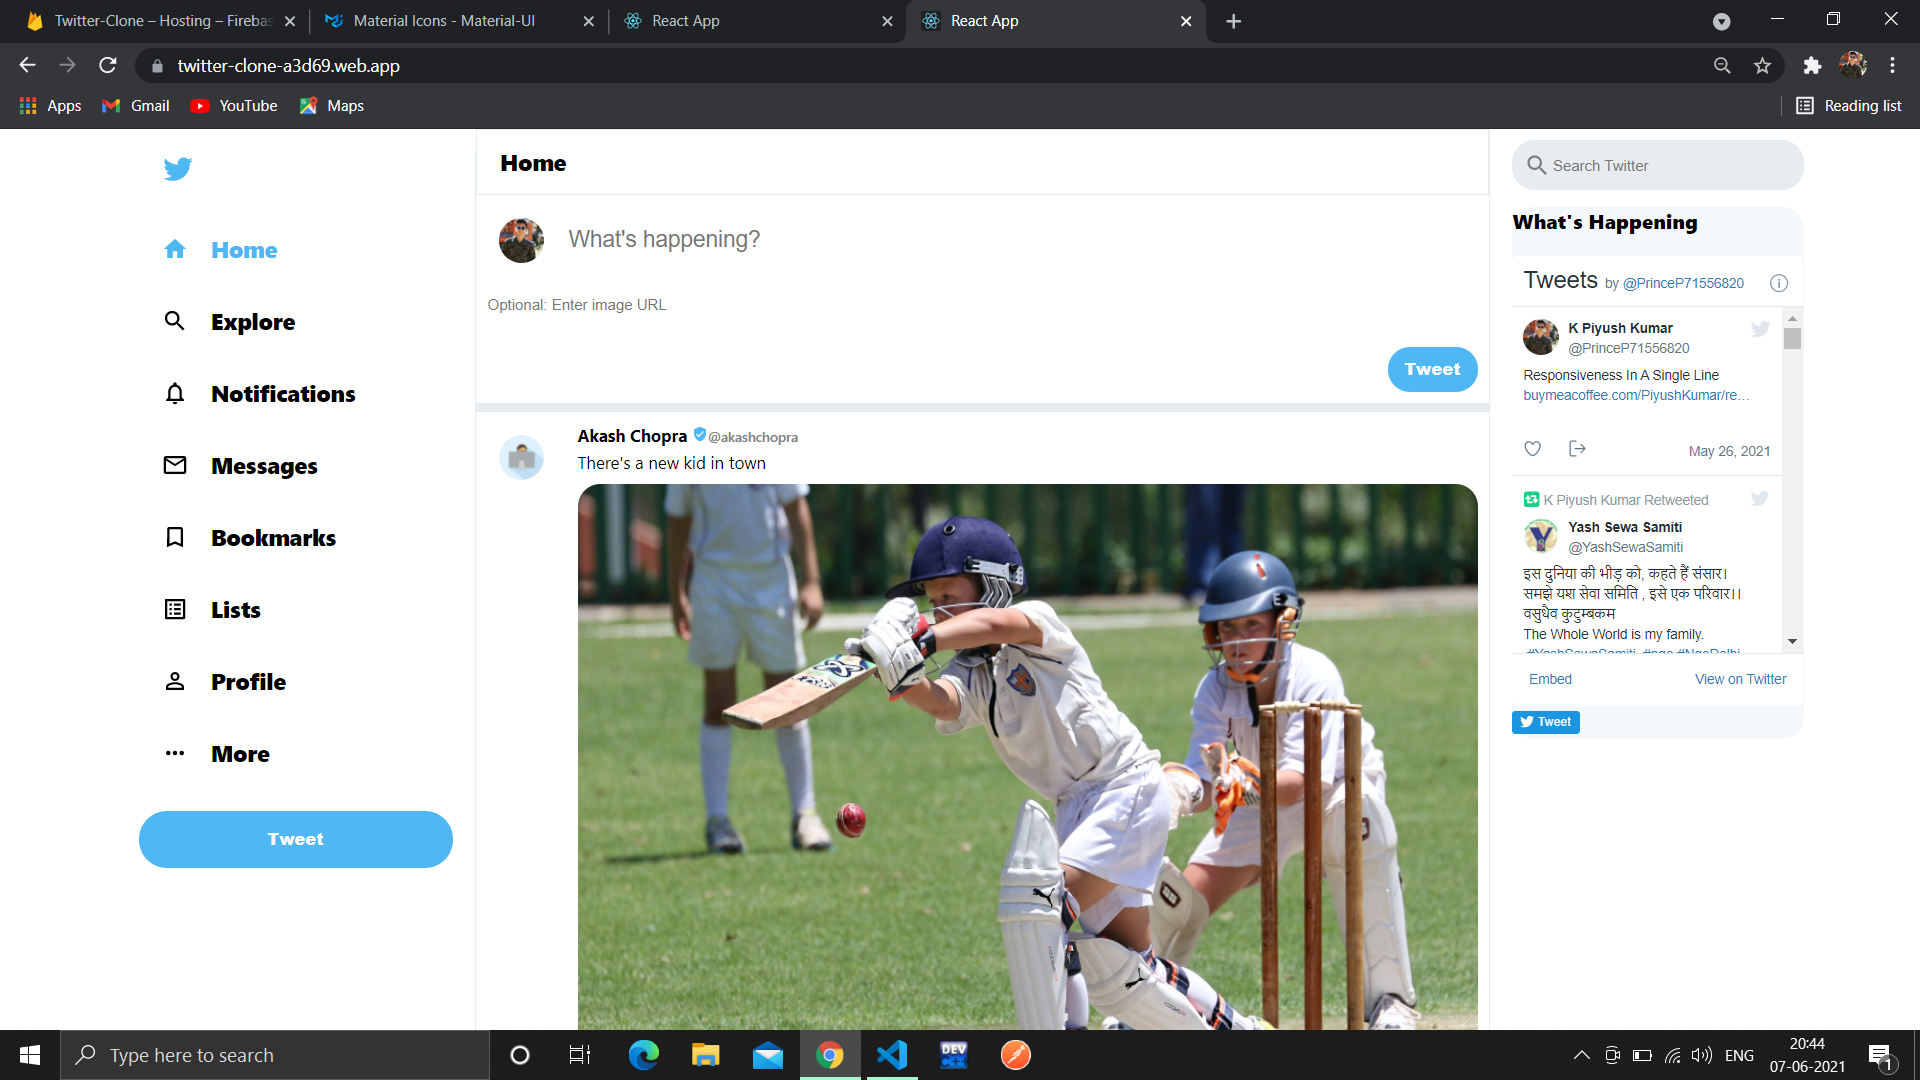 Twitter-Clone – Hosting – Firebas
Material Icons - Material-UI
React App
React App
twitter-clone-a3d69.web.app
Apps
Gmail
YouTube
Maps
Reading list
Home
Explore
Notifications
Messages
Bookmarks
Lists
Profile
More
Tweet
Home
What's happening?
Optional: Enter image URL
Tweet
Akash Chopra @akashchopra
There's a new kid in town
Search Twitter
What's Happening
Tweets by @PrinceP71556820
K Piyush Kumar
@PrinceP71556820
Responsiveness In A Single Line
buymeacoffee.com/PiyushKumar/re…
May 26, 2021
K Piyush Kumar Retweeted
Yash Sewa Samiti
@YashSewaSamiti
इस दुनिया की भीड़ को, कहते हैं संसार।
समझे यश सेवा समिति , इसे एक परिवार।।
वसुधैव कुटुम्बकम
The Whole World is my family.
#YashSewaSamiti #ngo #NgoDelhi
Embed
View on Twitter
Tweet
Type here to search
DEV
C++
ENG
20:44
07-06-2021
1